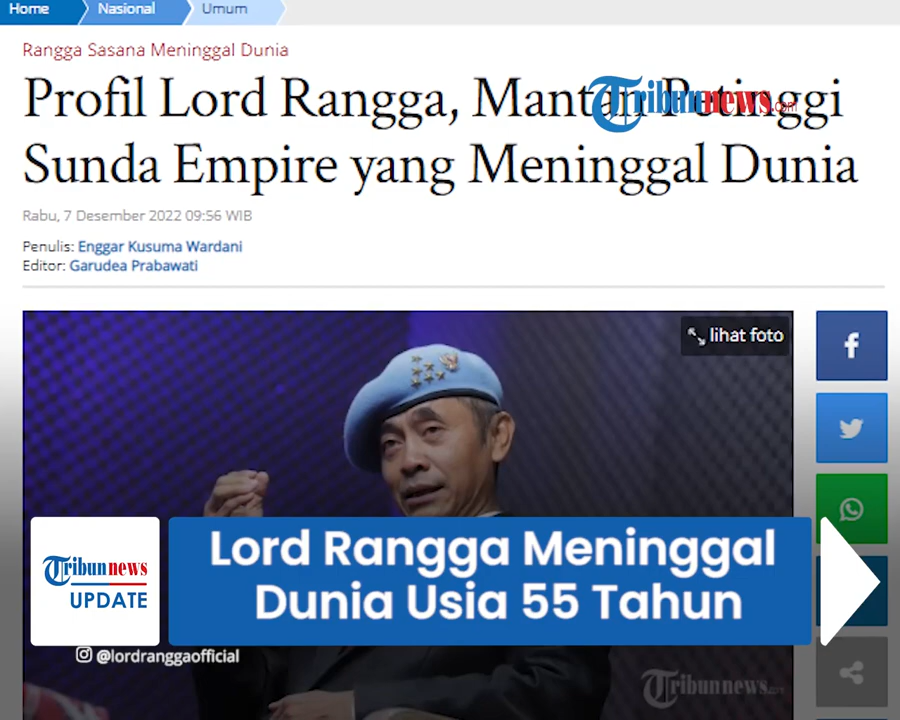 Home Nasional Umum
Rangga Sasana Meninggal Dunia
Profil Lord Rangga, Mantan Petinggi
Tribunnews.com
Sunda Empire yang Meninggal Dunia
Rabu, 7 Desember 2022 09:56 WIB
Penulis: Enggar Kusuma Wardani
Editor: Garudea Prabawati
lihat foto
Lord Rangga Meninggal
Dunia Usia 55 Tahun
Tribunnews
UPDATE
@lordranggaofficial
Tribunnews.com